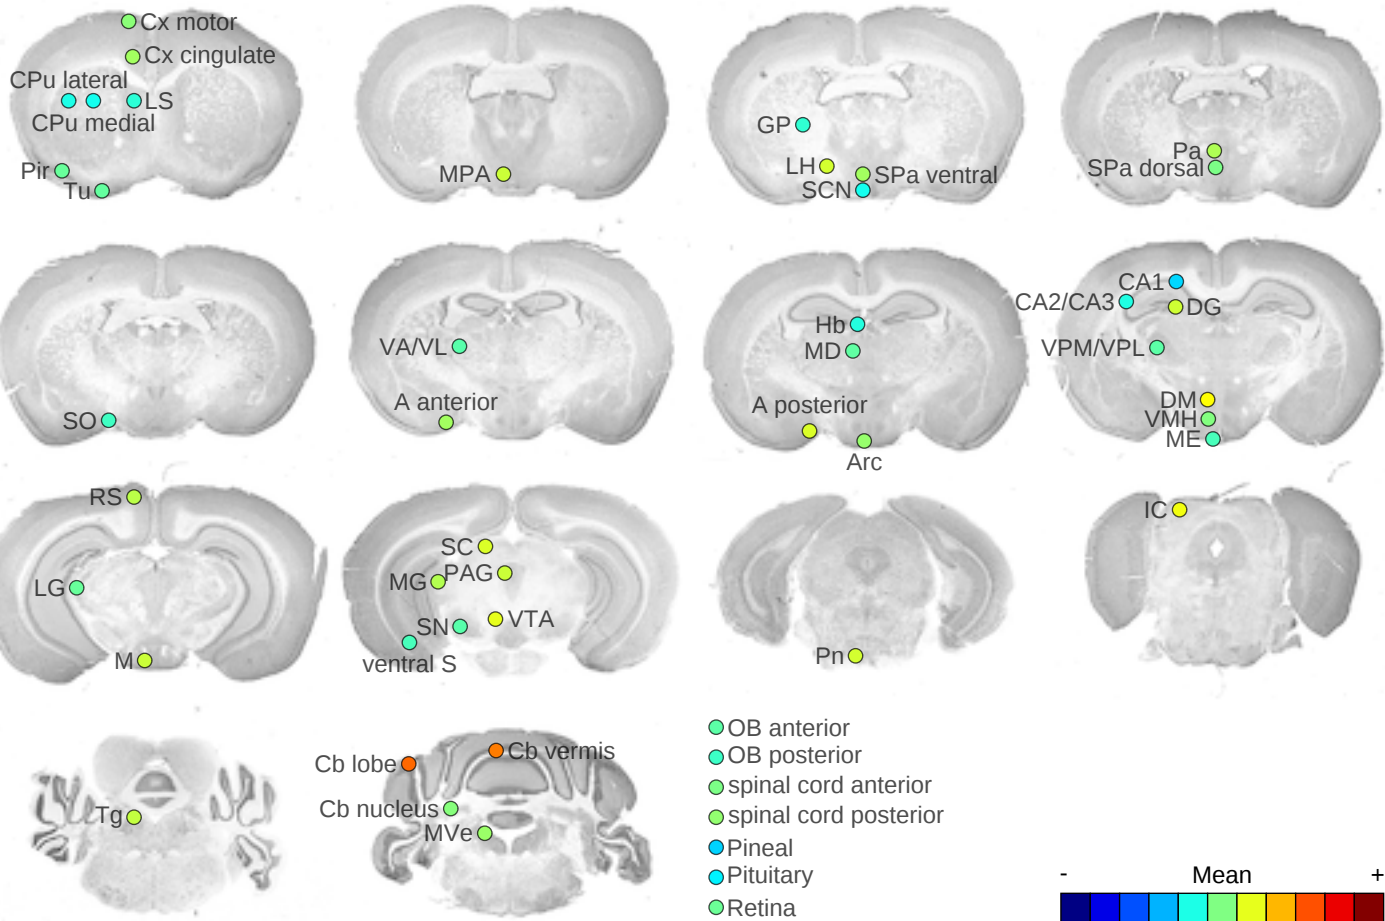 Cx motor
Cx cingulate
CPu lateral
LS
CPu medial
Pir
Tu
MPA
GP
LH
SPa ventral
SCN
Pa
SPa dorsal
SO
VA/VL
A anterior
Hb
MD
A posterior
Arc
CA1
CA2/CA3
DG
VPM/VPL
DM
VMH
ME
RS
LG
M
SC
MG
PAG
SN
VTA
ventral S
Pn
IC
Tg
Cb lobe
Cb vermis
Cb nucleus
MVe
OB anterior
OB posterior
spinal cord anterior
spinal cord posterior
Pineal
Pituitary
Retina
- Mean +